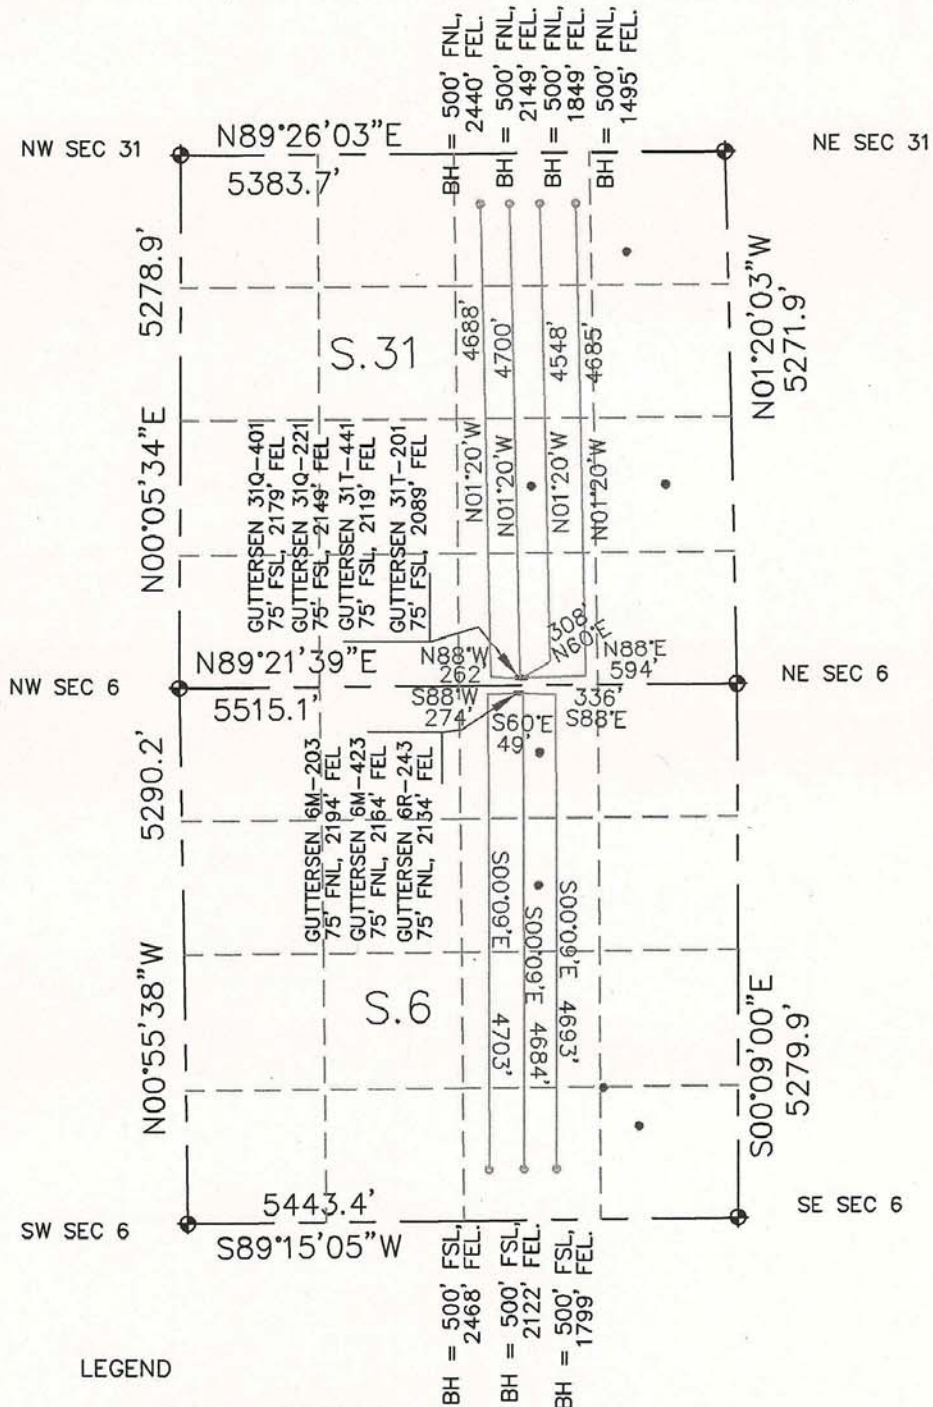 BH = 500' FNL,
2440' FEL.
BH = 500' FNL,
2149' FEL.
BH = 500' FNL,
1849' FEL.
BH = 500' FNL,
1495' FEL.
NW SEC 31
N89°26'03"E
5383.7'
NE SEC 31
5278.9'
N00°05'34"E
S.31
4688'
4700'
4548'
4685'
N01°20'W
N01°20'W
N01°20'W
N01°20'W
N01°20'03"W
5271.9'
GUTTERSEN 31Q-401
75' FSL, 2179' FEL
GUTTERSEN 31Q-221
75' FSL, 2149' FEL
GUTTERSEN 31T-441
75' FSL, 2119' FEL
GUTTERSEN 31T-201
75' FSL, 2089' FEL
308'
N60°E
N88°W
262'
N88°E
594'
NW SEC 6
N89°21'39"E
5515.1'
NE SEC 6
S88°W
274'
S60°E
49'
336'
S88°E
5290.2'
N00°55'38"W
GUTTERSEN 6M-203
75' FNL, 2194' FEL
GUTTERSEN 6M-423
75' FNL, 2164' FEL
GUTTERSEN 6R-243
75' FNL, 2134' FEL
S00°09'E
4703'
S00°09'E 4684'
S00°09'E 4693'
S.6
S00°09'00"E
5279.9'
SW SEC 6
5443.4'
S89°15'05"W
SE SEC 6
BH = 500' FSL,
2468' FEL.
BH = 500' FSL,
2122' FEL.
BH = 500' FSL,
1799' FEL.
LEGEND